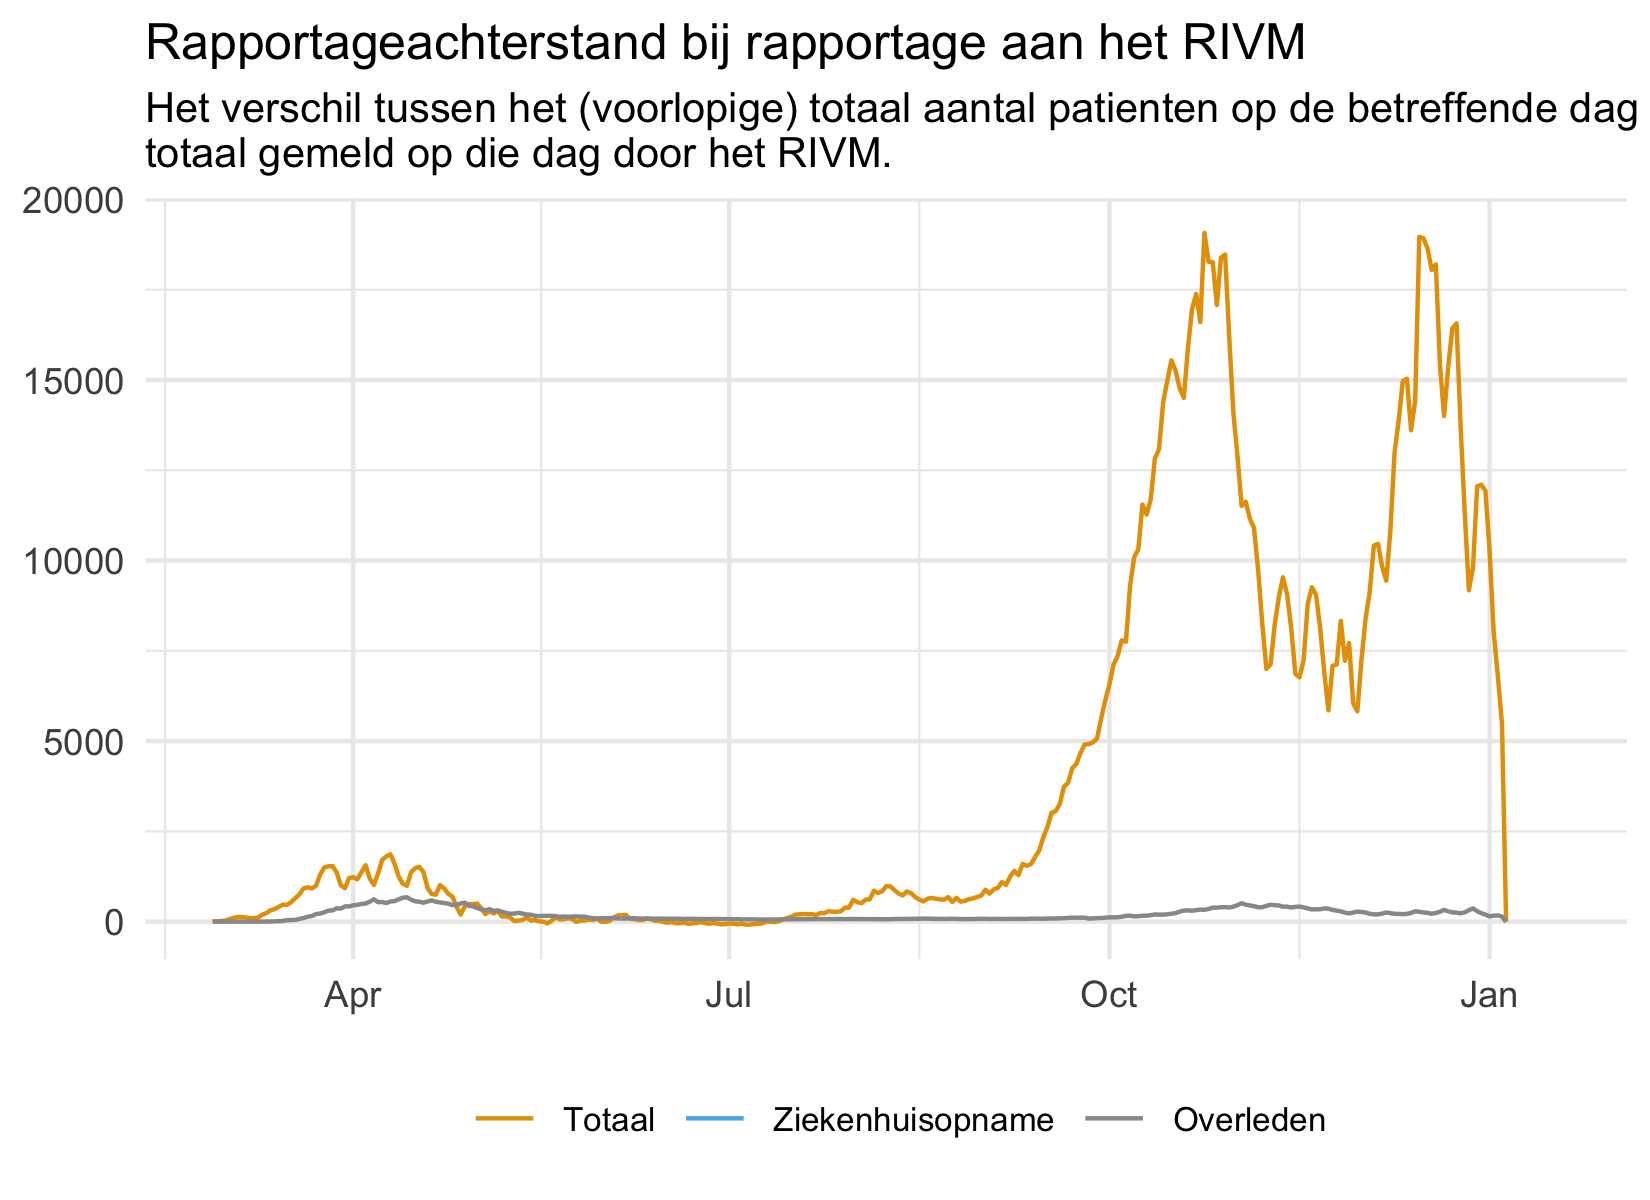 Rapportageachterstand bij rapportage aan het RIVM
Het verschil tussen het (voorlopige) totaal aantal patienten op de betreffende dag
totaal gemeld op die dag door het RIVM.
20000
15000
10000
5000
0
Apr Jul Oct Jan
Totaal Ziekenhuisopname Overleden